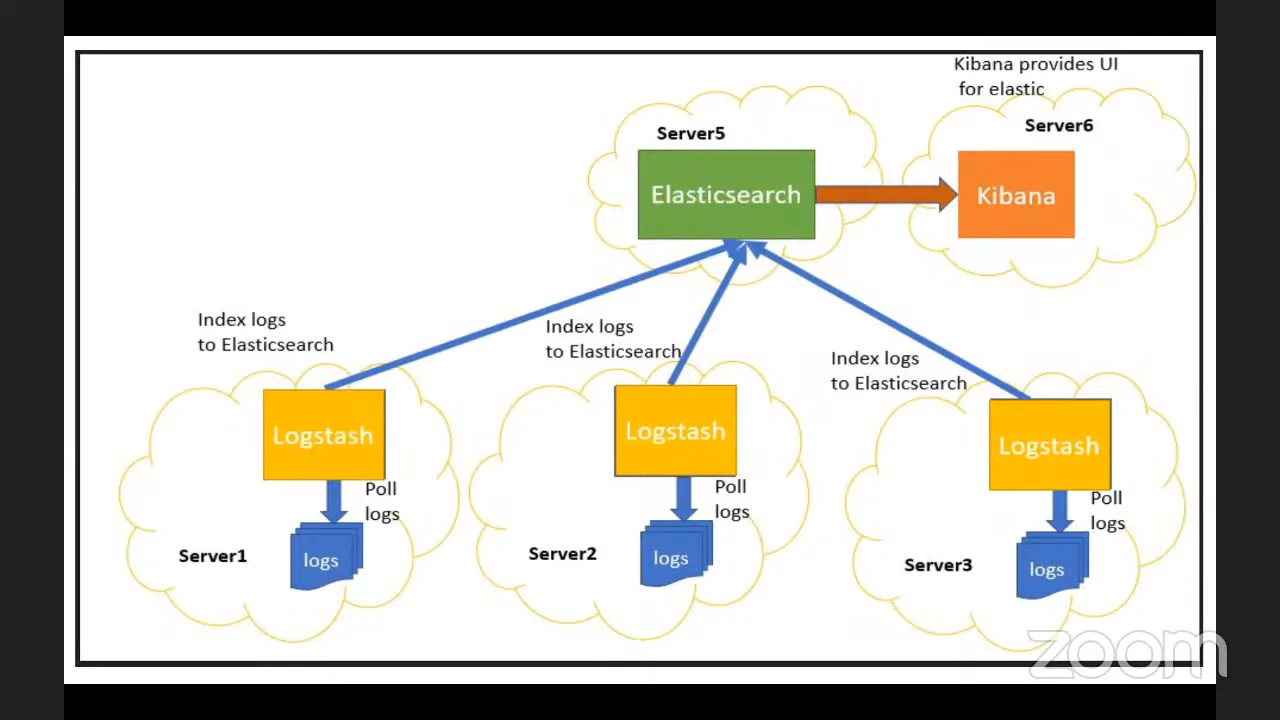 Kibana provides UI
for elastic
Server5
Server6
Elasticsearch
Kibana
Index logs
to Elasticsearch
Index logs
to Elasticsearch
Index logs
to Elasticsearch
Logstash
Logstash
Logstash
Poll
logs
Poll
logs
Poll
logs
Server1
logs
Server2
logs
Server3
logs
zoom